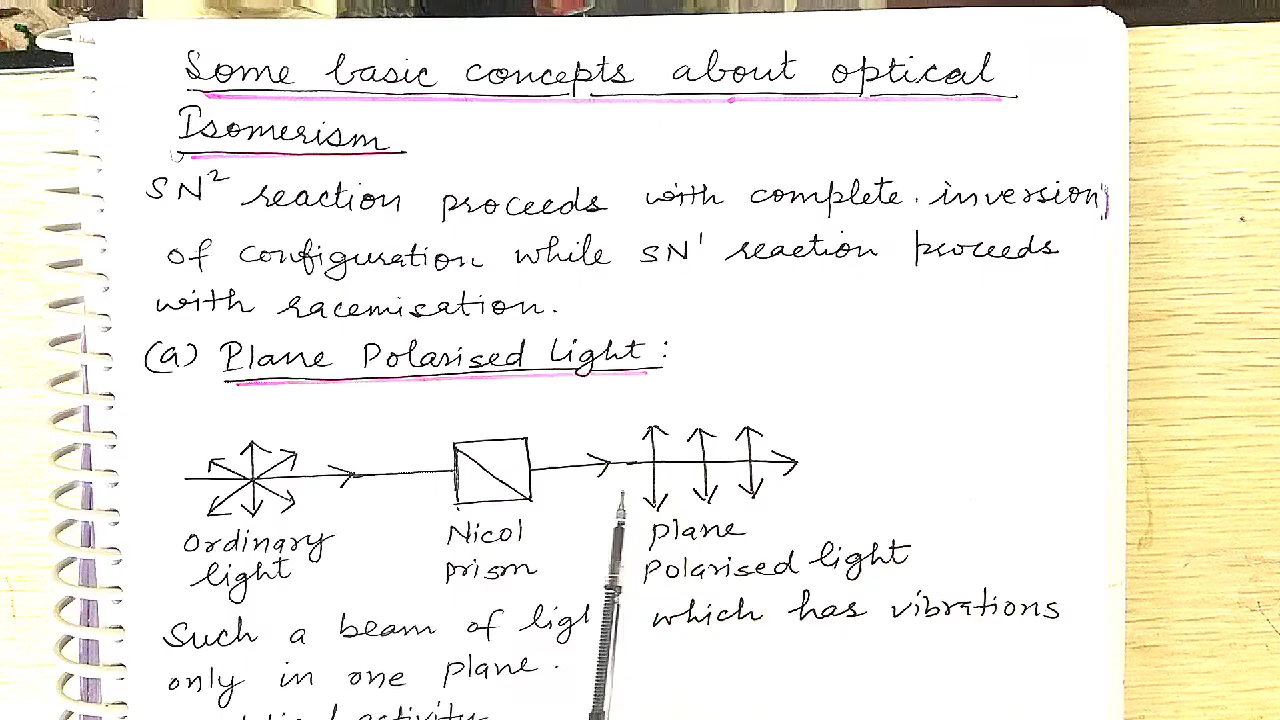 Some basic concepts about optical
Isomerism
SN² reaction proceeds with complete inversion
of configuration while SN¹ reaction proceeds
with racemisation.
(a) Plane Polarised light:
Ordinary
light
Nicol
prism
Plane
Polarised light
Such a beam of light which has vibrations
only in one plane.
activity